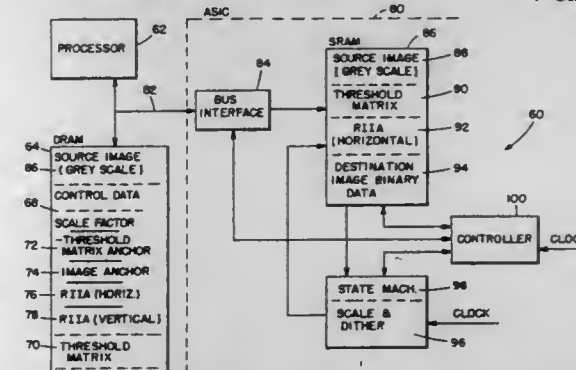 ASIC
80
PROCESSOR
62
82
84
BUS
INTERFACE
SRAM
86
SOURCE IMAGE
[GREY SCALE]
88
THRESHOLD
MATRIX
90
RIIA
[HORIZONTAL]
92
DESTINATION
IMAGE BINARY
DATA
94
60
100
CONTROLLER
STATE MACH.
98
SCALE &
DITHER
96
CLOCK
DRAM
64
SOURCE IMAGE
[GREY SCALE]
86
CONTROL DATA
68
SCALE FACTOR
THRESHOLD
MATRIX ANCHOR
72
IMAGE ANCHOR
74
RIIA (HORIZ.)
76
RIIA (VERTICAL)
78
THRESHOLD
MATRIX
70